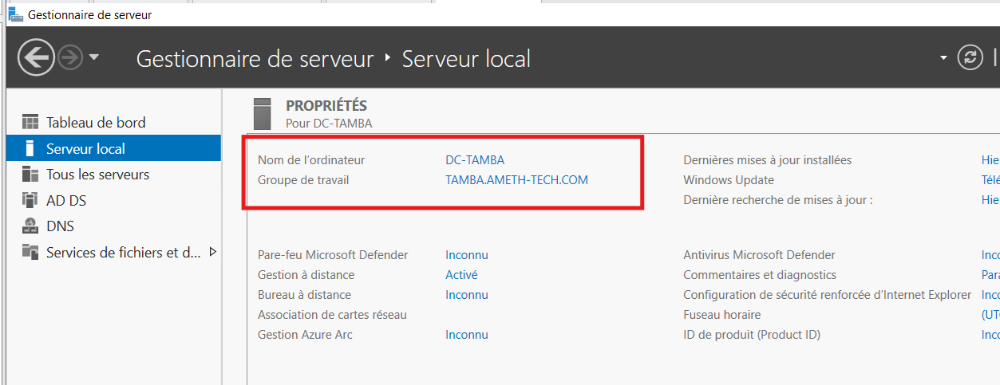 Gestionnaire de serveur
Gestionnaire de serveur ‣ Serveur local
Tableau de bord
Serveur local
Tous les serveurs
AD DS
DNS
Services de fichiers et d...
PROPRIÉTÉS
Pour DC-TAMBA
Nom de l’ordinateur DC-TAMBA
Groupe de travail TAMBA.AMETH-TECH.COM
Pare-feu Microsoft Defender Inconnu
Gestion à distance Activé
Bureau à distance Inconnu
Association de cartes réseau
Gestion Azure Arc Inconnu
Dernières mises à jour installées Hie
Windows Update Télé
Dernière recherche de mises à jour : Hie
Antivirus Microsoft Defender Inco
Commentaires et diagnostics Para
Configuration de sécurité renforcée d’Internet Explorer Inco
Fuseau horaire (UTC
ID de produit (Product ID) Inco